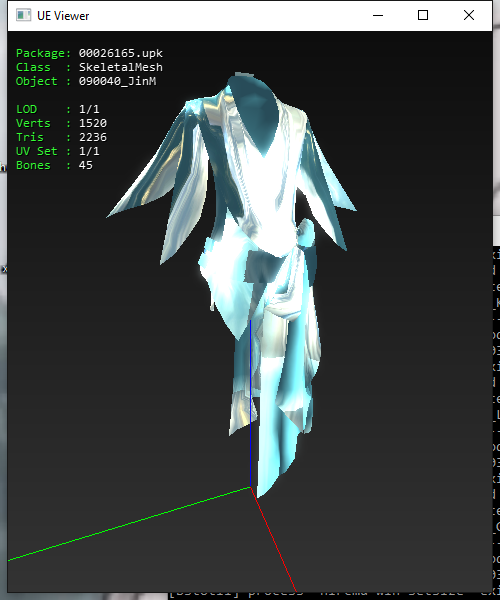 UE Viewer
Package: 00026165.upk
Class : SkeletalMesh
Object : 090040_JinM
LOD : 1/1
Verts : 1520
Tris : 2236
UV Set : 1/1
Bones : 45